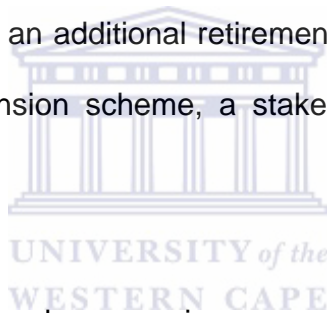 an additional retiremen
nsion scheme, a stake
UNIVERSITY of the
WESTERN CAPE